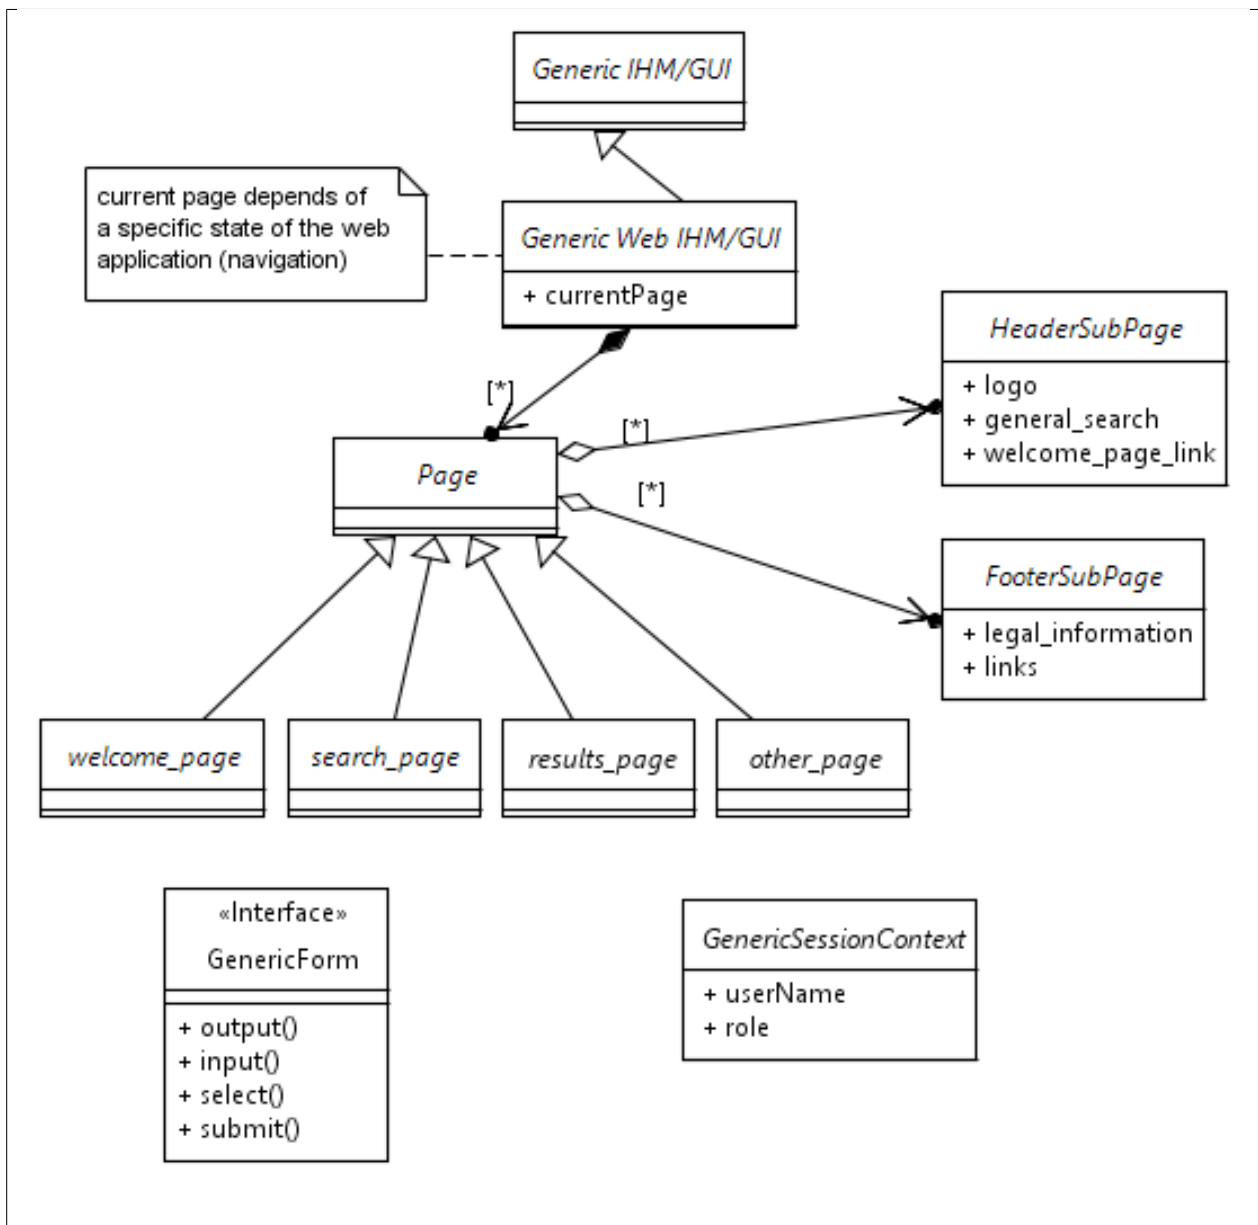 Generic IHM/GUI
current page depends of
a specific state of the web
application (navigation)
Generic Web IHM/GUI
+ currentPage
[*]
[*]
[*]
HeaderSubPage
+ logo
+ general_search
+ welcome_page_link
Page
FooterSubPage
+ legal_information
+ links
welcome_page
search_page
results_page
other_page
«Interface»
GenericForm
+ output()
+ input()
+ select()
+ submit()
GenericSessionContext
+ userName
+ role